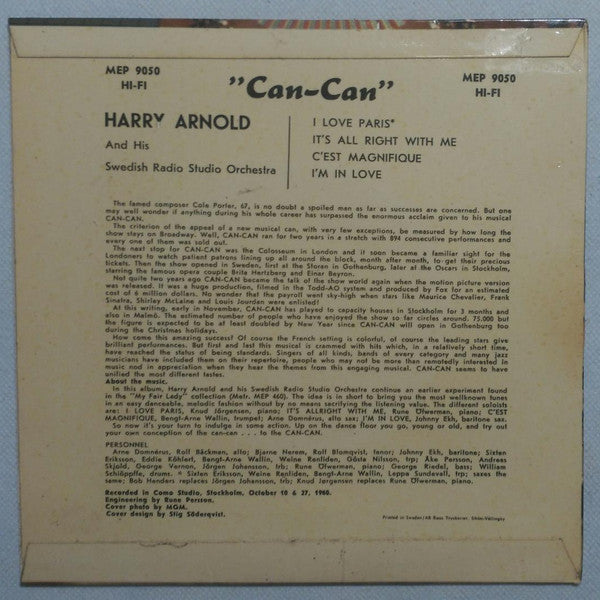 MEP 9050
HI-FI
"Can-Can"
MEP 9050
HI-FI
HARRY ARNOLD
And His
Swedish Radio Studio Orchestra
I LOVE PARIS*
IT'S ALL RIGHT WITH ME
C'EST MAGNIFIQUE
I'M IN LOVE
The famed composer Cole Porter, 67, is no doubt a spoiled man as far as successes are concerned. But one
may well wonder if anything during his whole career has surpassed the enormous acclaim given to his musical
CAN-CAN.
The criterion of the appeal of a new musical can, with very few exceptions, be measured by how long the
show stays on Broadway. Well, CAN-CAN ran for two years in a stretch with 894 consecutive performances and
every one of them was sold out.
The next stop for CAN-CAN was the Colosseum in London and it soon became a familiar sight for the
Londoners to watch patient patrons lining up all around the block, month after month, to get their precious
tickets. Then the show opened in Sweden, first at the Storan in Gothenburg, later at the Oscars in Stockholm,
starring the famous opera couple Brita Hertzberg and Einar Beyron.
Not quite two years ago CAN-CAN became the talk of the show world again when the motion picture version
was released. It was a huge production, filmed in the Todd-AO system and produced by Fox for an estimated
cost of 6 million dollars. No wonder that the payroll went sky-high when stars like Maurice Chevalier, Frank
Sinatra, Shirley McLaine and Louis Jourdan were enlisted!
At this writing, early in November, CAN-CAN has played to capacity houses in Stockholm for 3 months and
also in Malmö. The estimated number of people who have enjoyed the show so far circles around. 75.000 but
the figure is expected to be at least doubled by New Year since CAN-CAN will open in Gothenburg too
during the Christmas holidays.
How come this amazing success? Of course the French setting is colorful, of course the leading stars give
brilliant performances. But first and last this musical is crammed with hits which, in a relatively short time,
have reached the status of being standards. Singers of all kinds, bands of every category and many jazz
musicians have included them on their repertoire, people who may not be more than remotedly interested in
music nod in appreciation when they hear the themes from this engaging musical. CAN-CAN seems to have
unified the most different tastes.
About the music.
In this album, Harry Arnold and his Swedish Radio Studio Orchestra continue an earlier experiment found
in the "My Fair Lady" collection (Metr. MEP 460). The idea is to short to bring you the most wellknown tunes
in an easy danceable, melodic fashion without by no means sacrifying the listening value. The different soloists
are: I LOVE PARIS, Knud Jörgensen, piano; IT'S ALLRIGHT WITH ME, Rune Öfwerman, piano; C'EST
MAGNIFIQUE, Bengt-Arne Wallin, trumpet; Arne Domnérus, alto sax; I'M IN LOVE, Johnny Ekh, baritone sax.
So now it's your turn to indulge in some action. Up on the dance floor you go, young or old, and try out
your own conception of the can-can . . . to the CAN-CAN.
PERSONNEL
Arne Domnérus, Rolf Bäckman, alto; Bjarne Nerem, Rolf Blomqvist, tenor; Johnny Ekh, baritone; Sixten
Eriksson, Eddie Köhlert, Bengt-Arne Wallin, Weine Renliden, Gösta Nilsson, trp; Åke Persson, Andreas
Skjold, George Vernon, Jörgen Johansson, trb; Rune Öfwerman, piano; George Riedel, bass; William
Schiöpffe, drums. * Sixten Eriksson, Weine Renliden, Bengt-Arne Wallin, Leppe Sundevall, trp; saxes the
same; Bob Henders replaces Jörgen Johansson, trb; Knud Jørgensen replaces Rune Öfwerman, piano.
Recorded in Como Studio, Stockholm, October 10 & 27, 1960.
Engineering by Rune Persson.
Cover photo by MGM.
Cover design by Stig Söderqvist.
Printed in Sweden/AB Ross Tryckerier, Sthlm-Vällingby